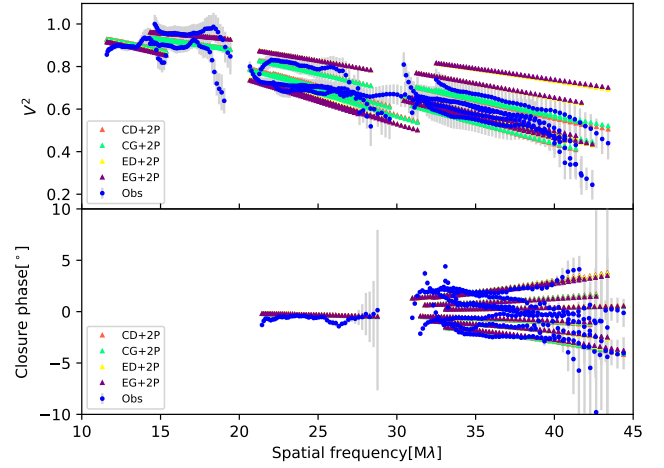 1.0
0.8
0.6
0.4
0.2
V²
CD+2P
CG+2P
ED+2P
EG+2P
Obs
10
5
0
−5
−10
Closure phase[°]
CD+2P
CG+2P
ED+2P
EG+2P
Obs
10 15 20 25 30 35 40 45
Spatial frequency[Mλ]